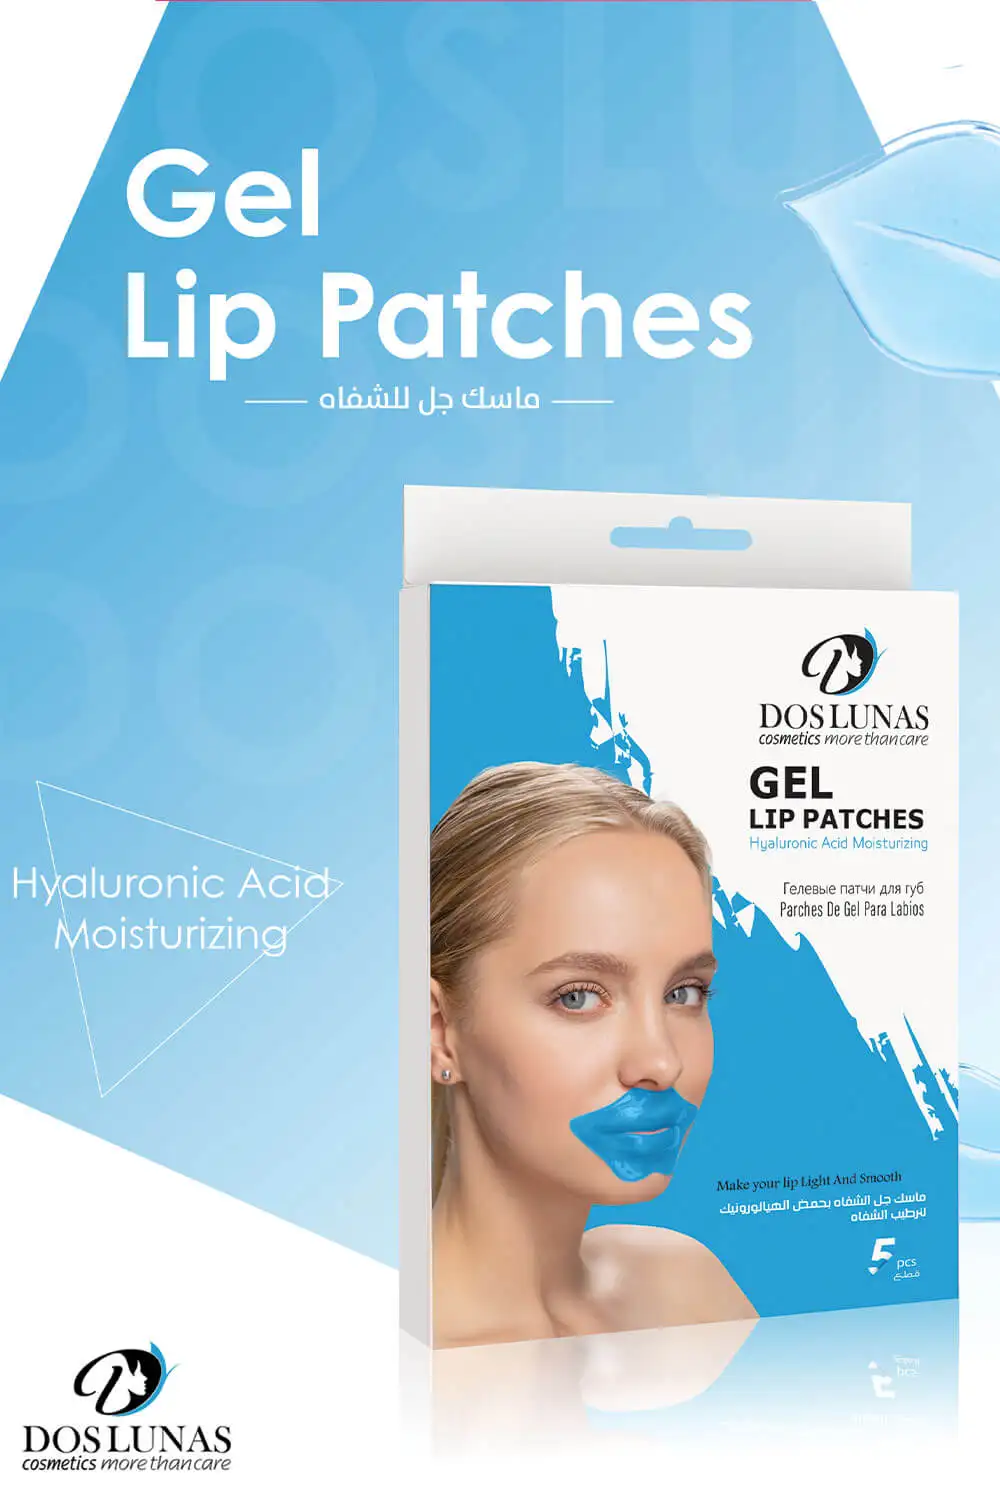 Gel
Lip Patches
ماسك جل للشفاه
Hyaluronic Acid
Moisturizing
DOS LUNAS
cosmetics more than care
GEL
LIP PATCHES
Hyaluronic Acid Moisturizing
Гелевые патчи для губ
Parches De Gel Para Labios
Make your lip Light And Smooth
ماسك جل الشفاه بحمض الهيالورونيك
لترطيب الشفاه
5 pcs
قطع
DOS LUNAS
cosmetics more than care